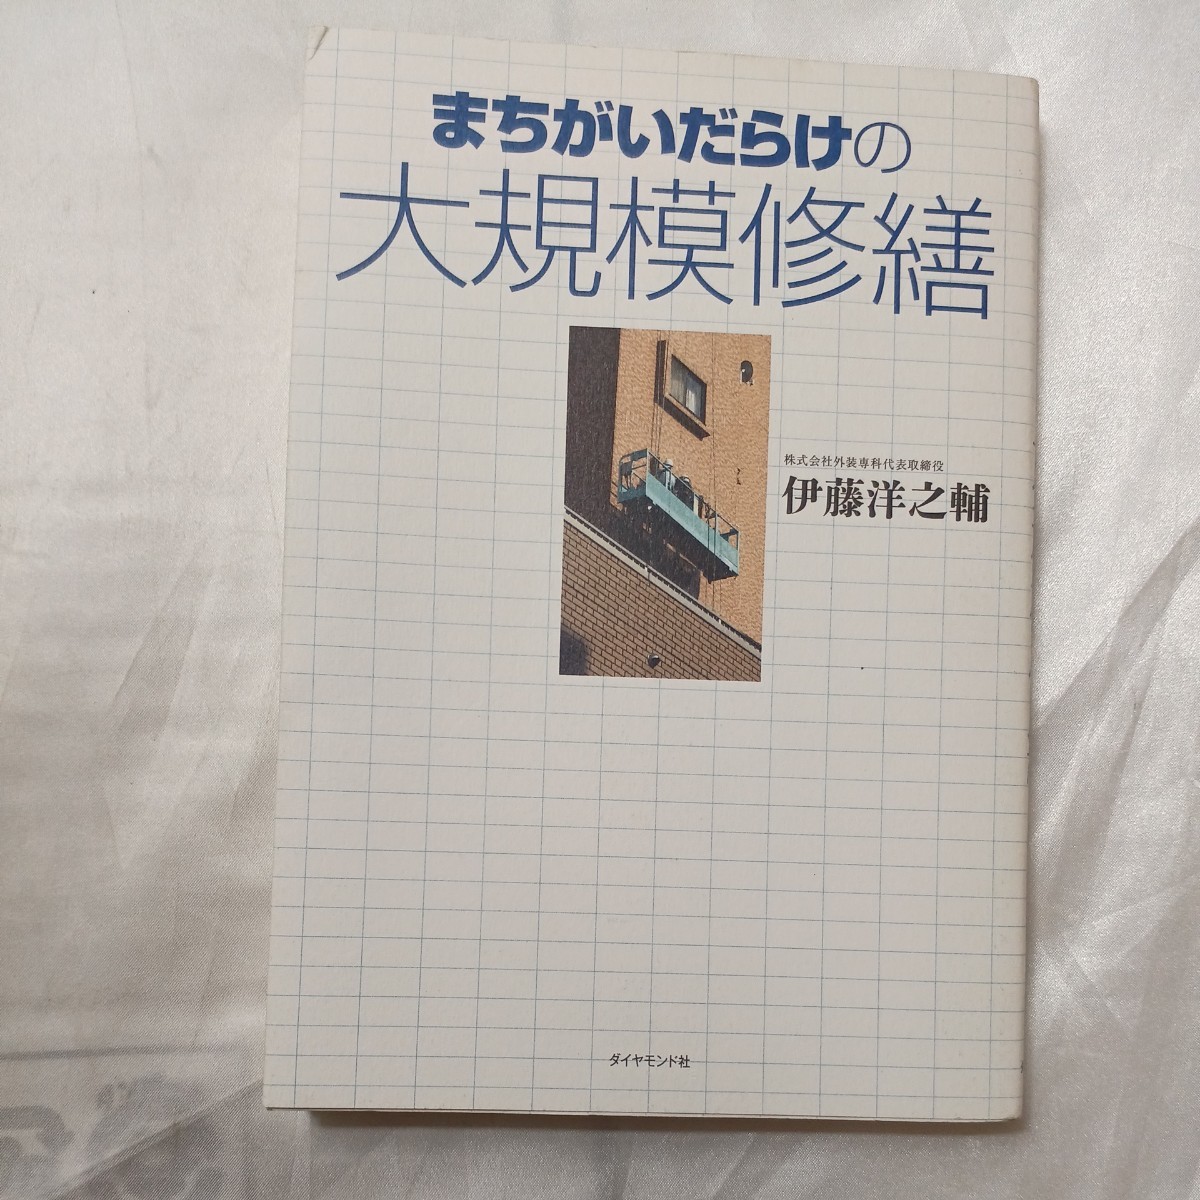 まちがいだらけの
大規模修繕
株式会社外装専科代表取締役
伊藤洋之輔
ダイヤモンド社